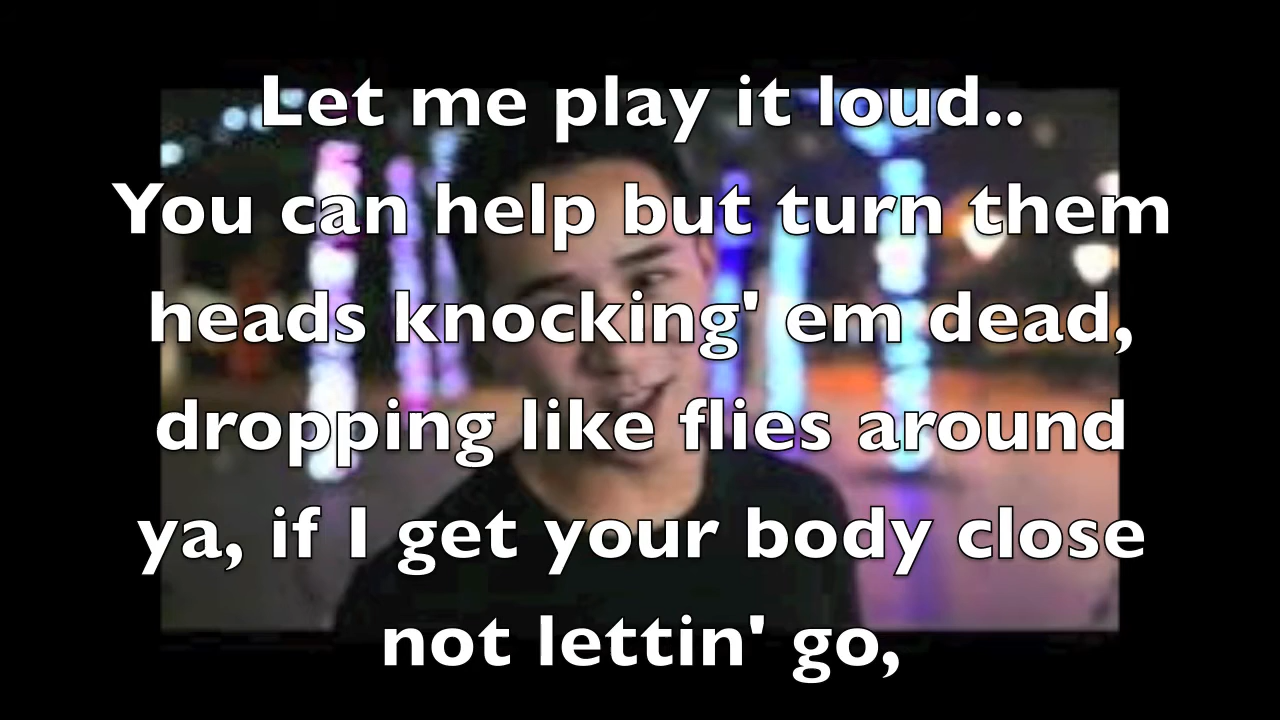 Let me play it loud..
You can help but turn them
heads knocking' em dead,
dropping like flies around
ya, if I get your body close
not lettin' go,